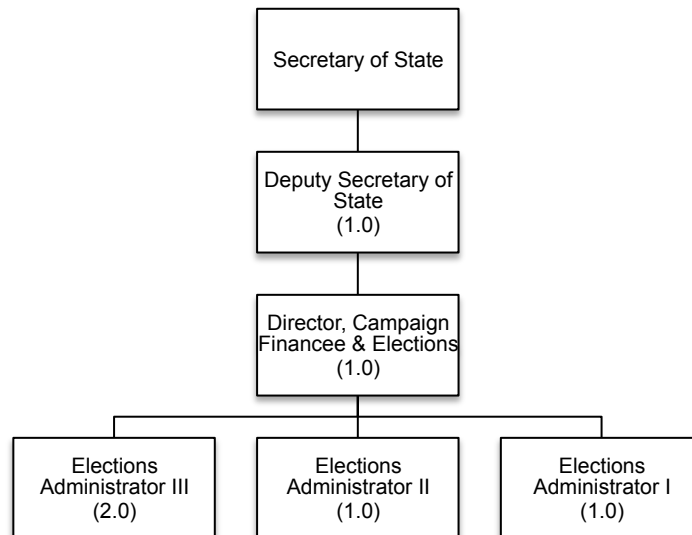 Secretary of State
Deputy Secretary of
State
(1.0)
Director, Campaign
Financee & Elections
(1.0)
Elections
Administrator III
(2.0)
Elections
Administrator II
(1.0)
Elections
Administrator I
(1.0)